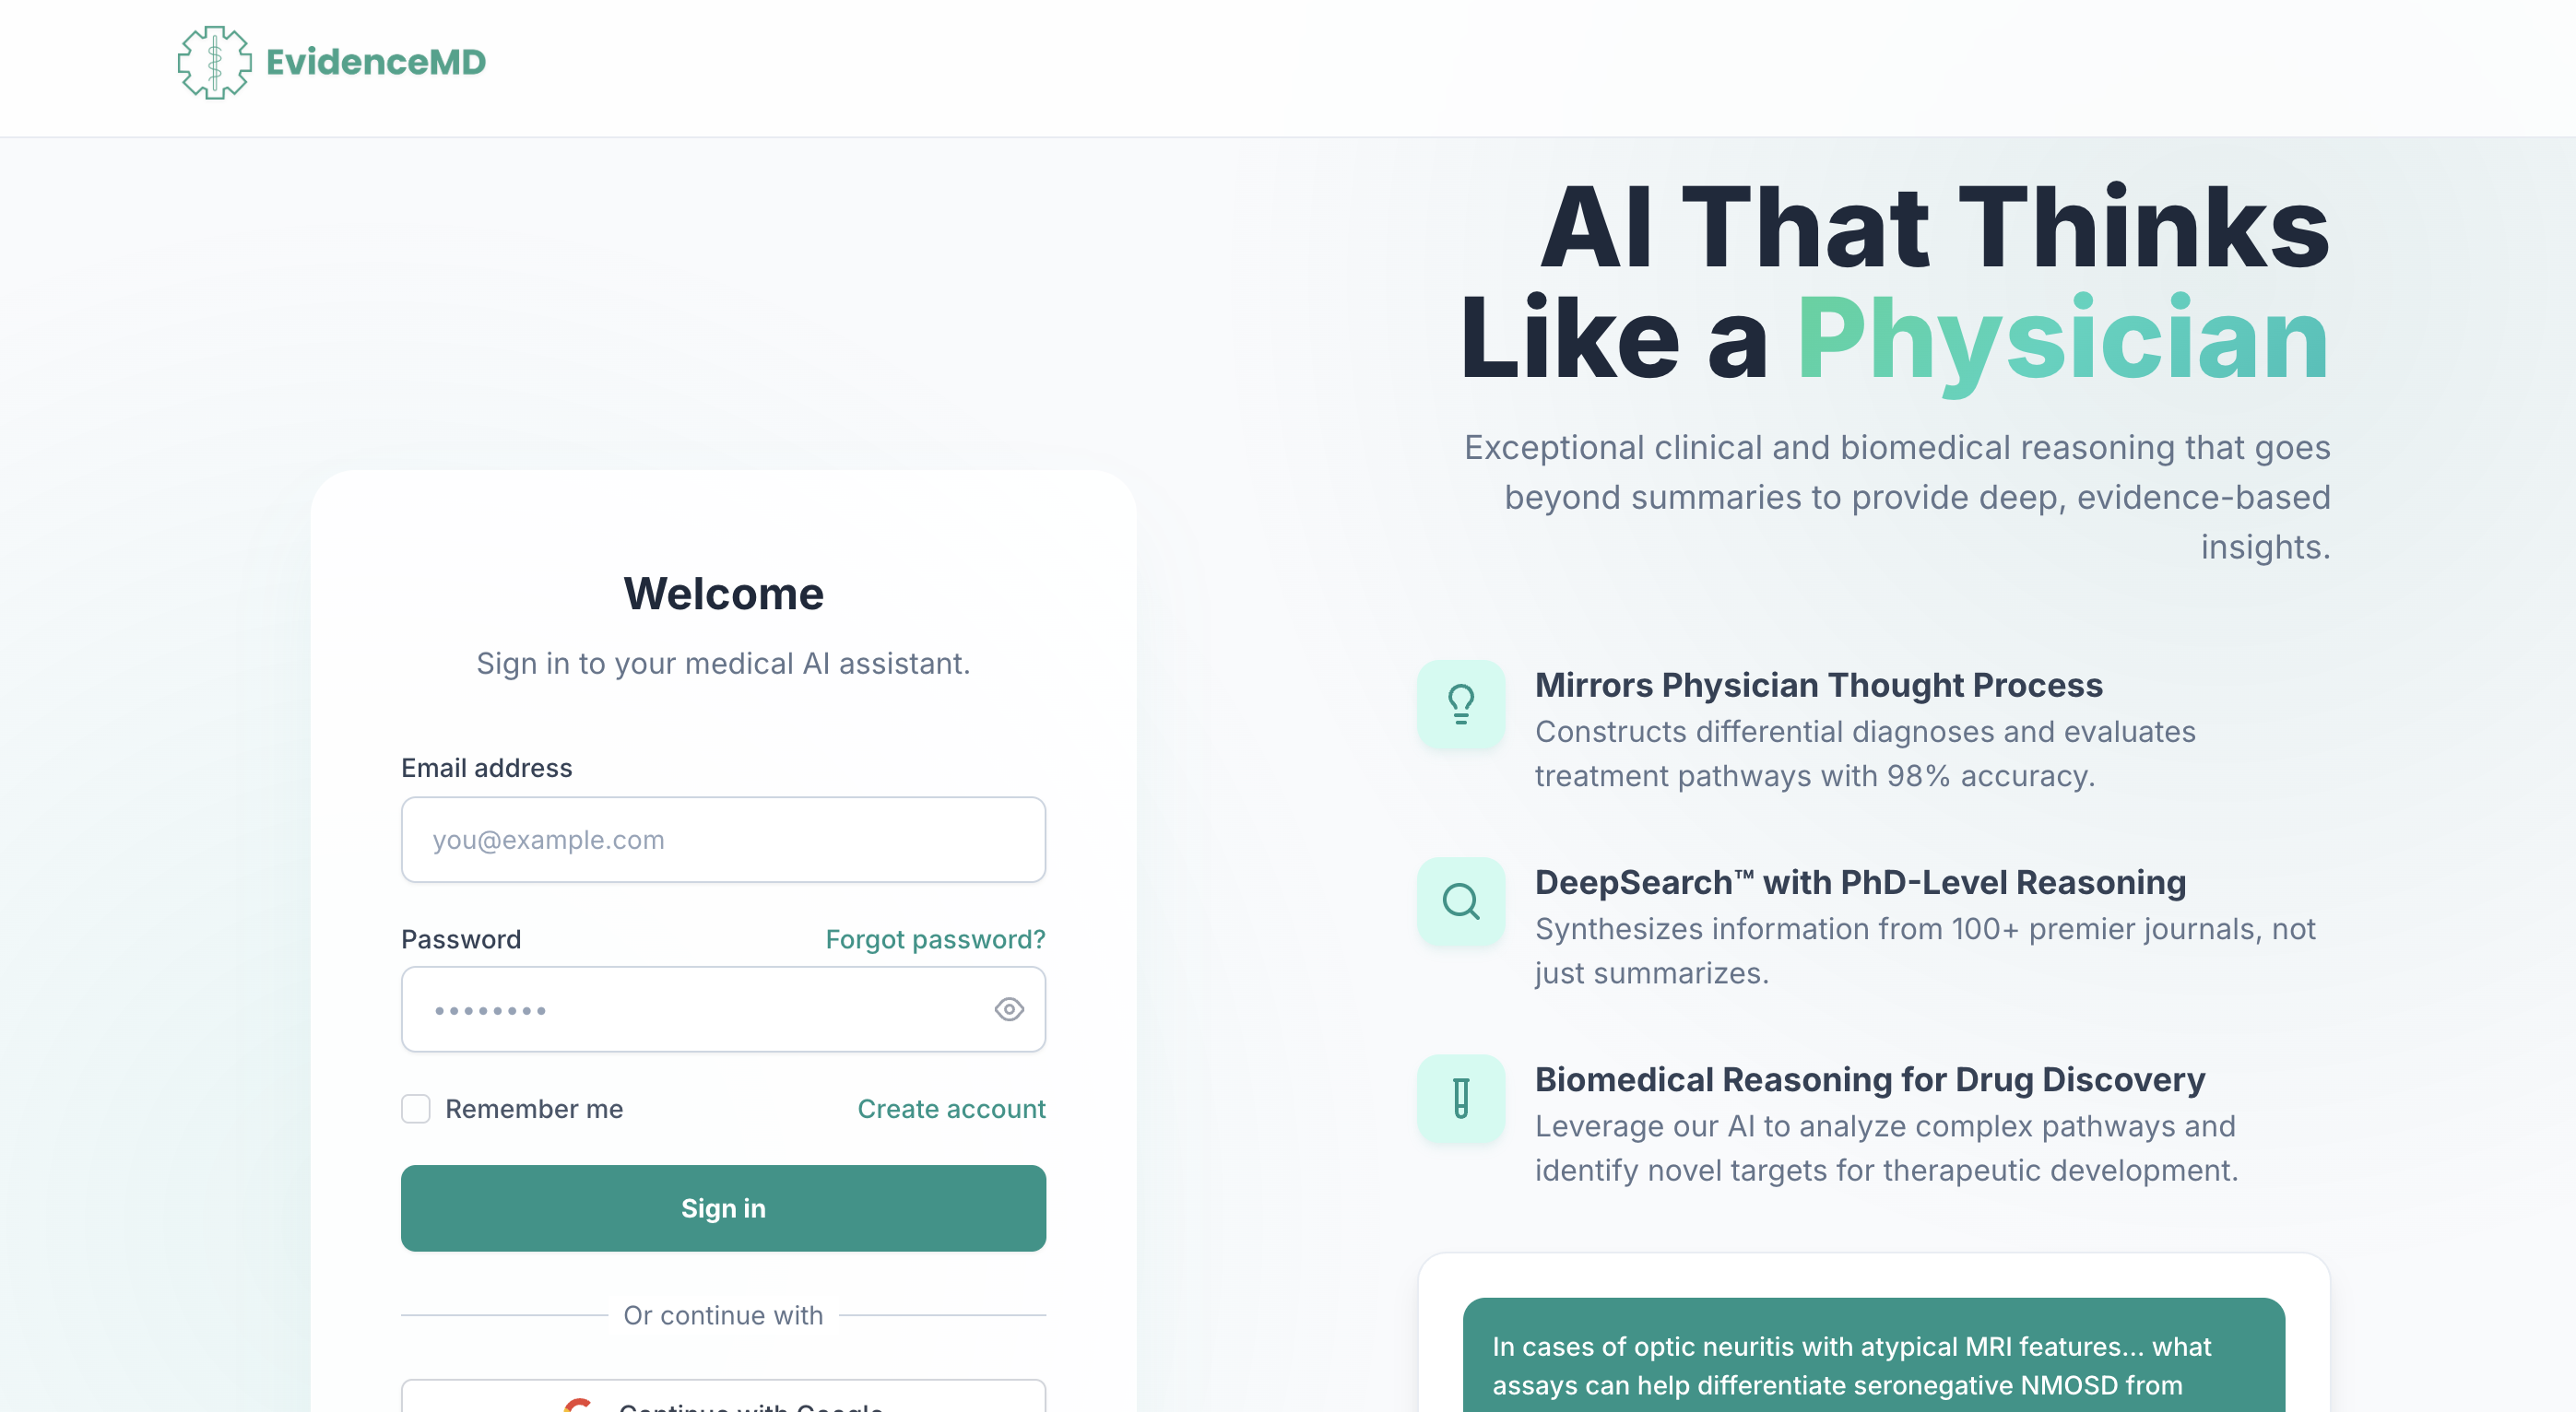 EvidenceMD
AI That Thinks
Like a Physician
Exceptional clinical and biomedical reasoning that goes
beyond summaries to provide deep, evidence-based
insights.
Welcome
Sign in to your medical AI assistant.
Email address
you@example.com
Password Forgot password?
••••••••
Remember me Create account
Sign in
Or continue with
Continue with Google
Mirrors Physician Thought Process
Constructs differential diagnoses and evaluates
treatment pathways with 98% accuracy.
DeepSearch™ with PhD-Level Reasoning
Synthesizes information from 100+ premier journals, not
just summarizes.
Biomedical Reasoning for Drug Discovery
Leverage our AI to analyze complex pathways and
identify novel targets for therapeutic development.
In cases of optic neuritis with atypical MRI features... what
assays can help differentiate seronegative NMOSD from